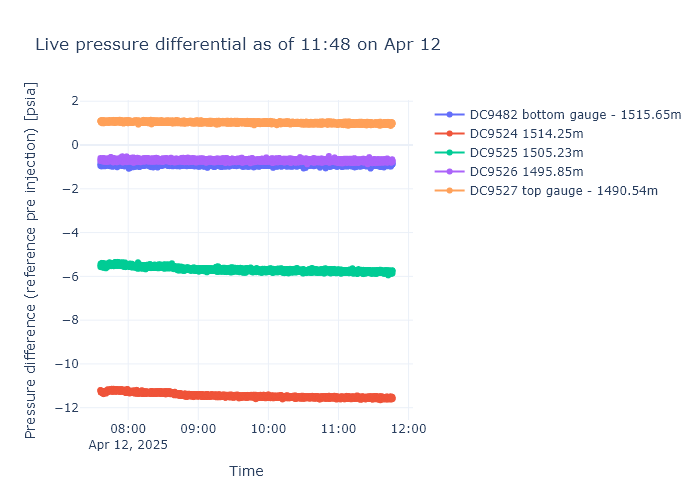 Live pressure differential as of 11:48 on Apr 12
Pressure difference (reference pre injection) [psia]
2
0
−2
−4
−6
−8
−10
−12
08:00
Apr 12, 2025
09:00
10:00
11:00
12:00
Time
DC9482 bottom gauge - 1515.65m
DC9524 1514.25m
DC9525 1505.23m
DC9526 1495.85m
DC9527 top gauge - 1490.54m